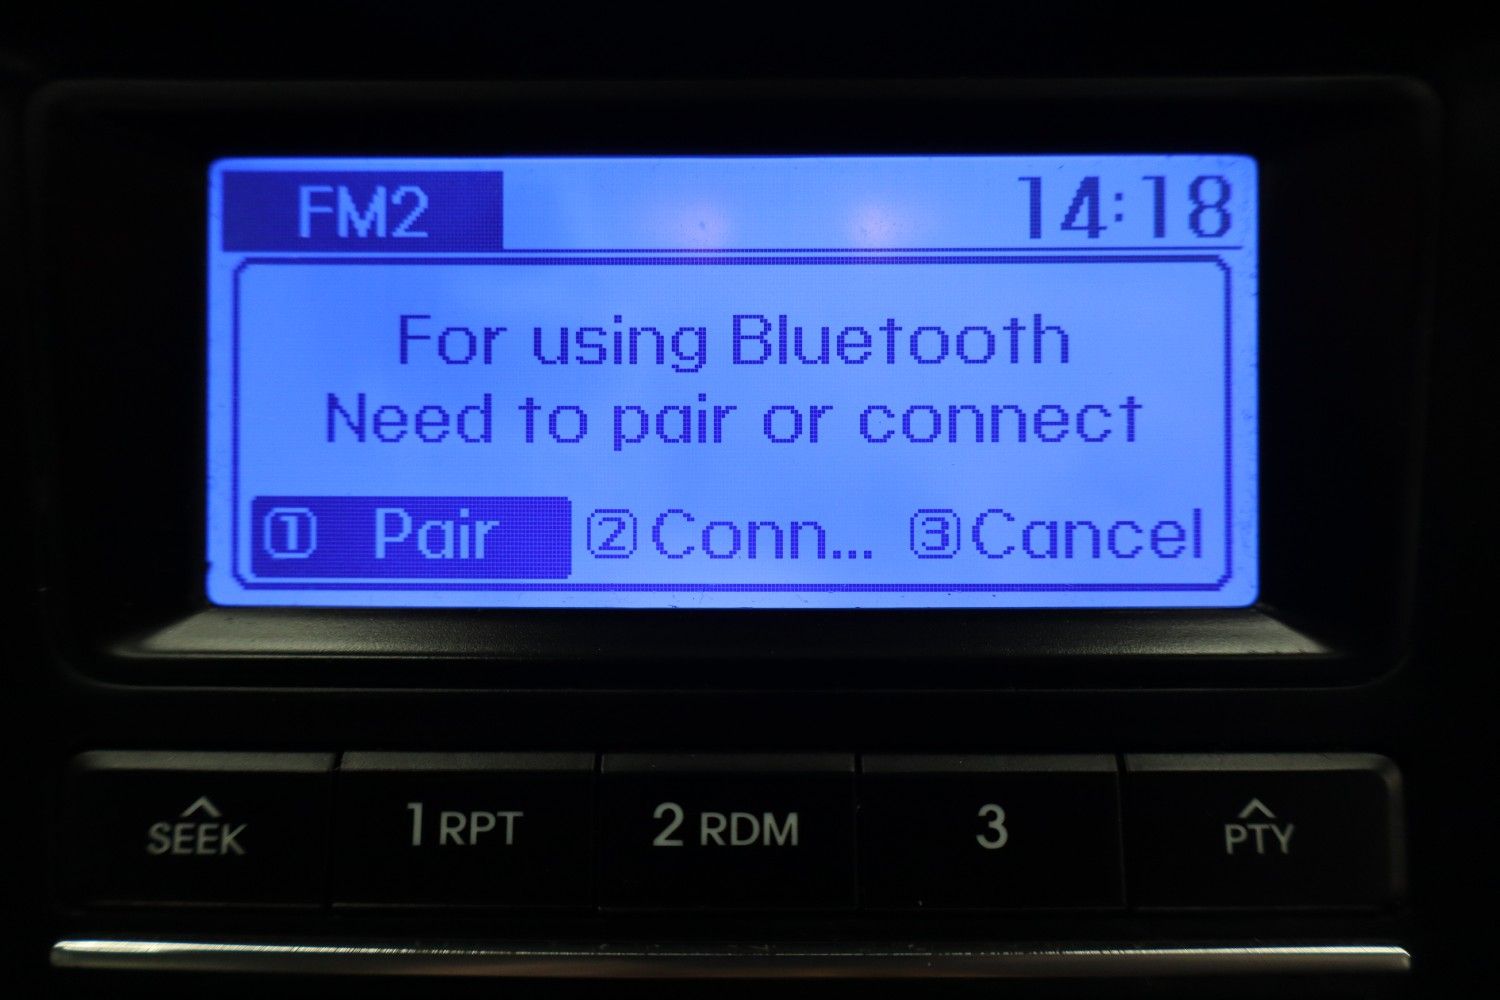 FM2 14:18
For using Bluetooth
Need to pair or connect
1 Pair 2 Conn... 3 Cancel
SEEK 1 RPT 2 RDM 3 PTY